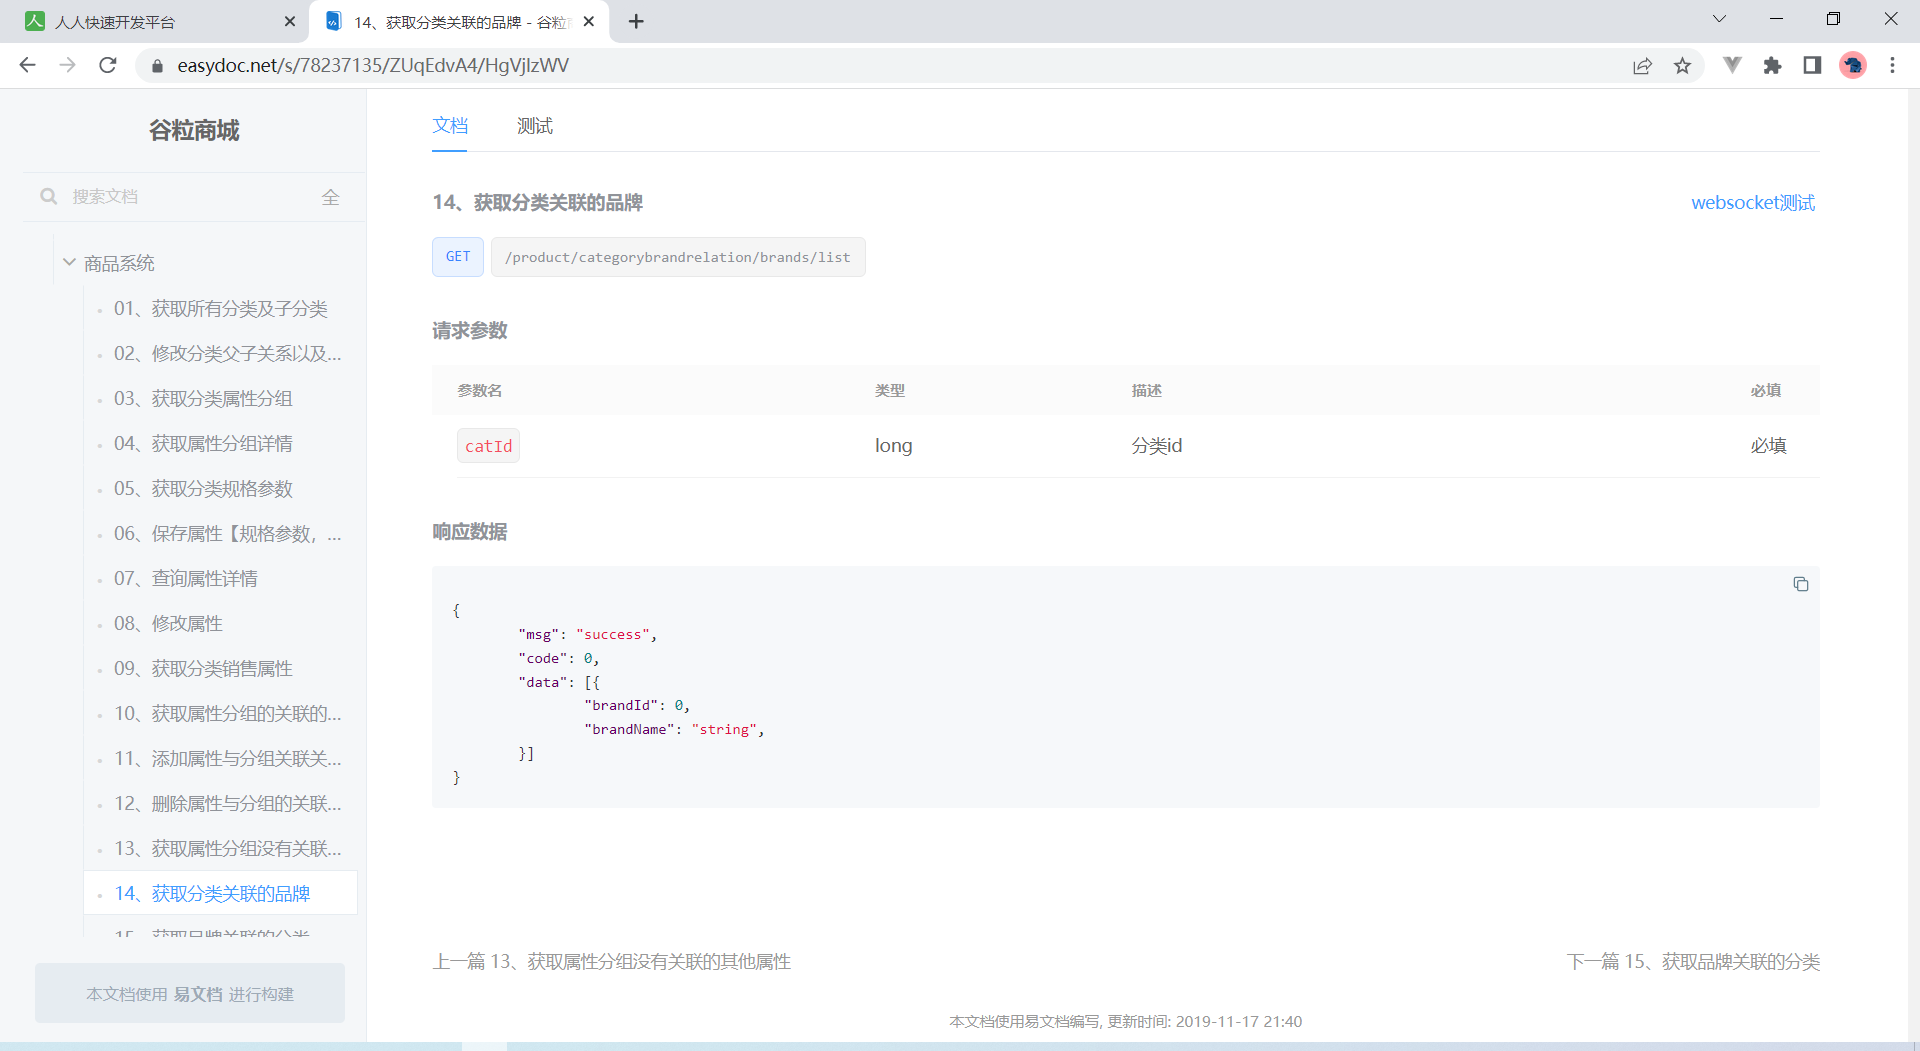 人人快速开发平台
14、获取分类关联的品牌 - 谷粒
easydoc.net/s/78237135/ZUqEdvA4/HgVjIzWV
谷粒商城
搜索文档
全
商品系统
01、获取所有分类及子分类
02、修改分类父子关系以及...
03、获取分类属性分组
04、获取属性分组详情
05、获取分类规格参数
06、保存属性【规格参数，...
07、查询属性详情
08、修改属性
09、获取分类销售属性
10、获取属性分组的关联的...
11、添加属性与分组关联关...
12、删除属性与分组的关联...
13、获取属性分组没有关联...
14、获取分类关联的品牌
15、获取品牌关联的分类
本文档使用 易文档 进行构建
文档 测试
14、获取分类关联的品牌
websocket测试
GET /product/categorybrandrelation/brands/list
请求参数
参数名 类型 描述 必填
catId long 分类id 必填
响应数据
{
"msg": "success",
"code": 0,
"data": [{
"brandId": 0,
"brandName": "string",
}]
}
上一篇 13、获取属性分组没有关联的其他属性
下一篇 15、获取品牌关联的分类
本文档使用易文档编写, 更新时间: 2019-11-17 21:40